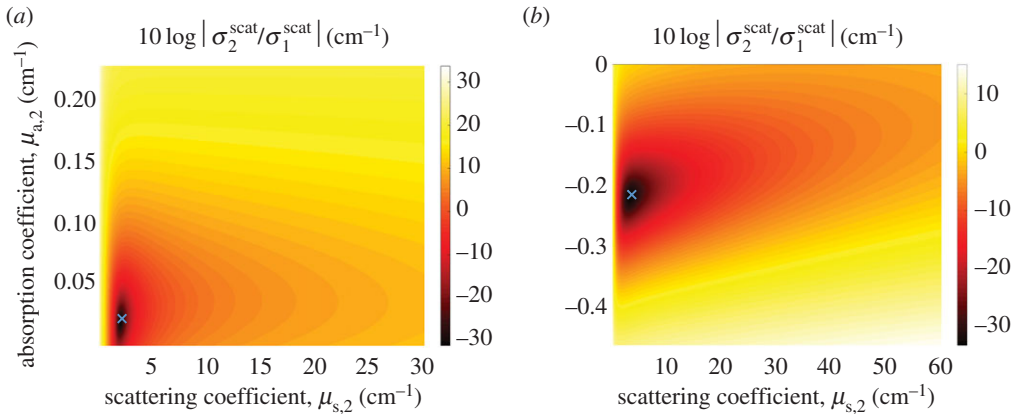 (a)
10 log | σ₂ˢᶜᵃᵗ/σ₁ˢᶜᵃᵗ | (cm⁻¹)
absorption coefficient, μₐ,₂ (cm⁻¹)
0.20
0.15
0.10
0.05
5 10 15 20 25 30
scattering coefficient, μₛ,₂ (cm⁻¹)
30
20
10
0
–10
–20
–30
(b)
10 log | σ₂ˢᶜᵃᵗ/σ₁ˢᶜᵃᵗ | (cm⁻¹)
0
–0.1
–0.2
–0.3
–0.4
10 20 30 40 50 60
scattering coefficient, μₛ,₂ (cm⁻¹)
10
0
–10
–20
–30